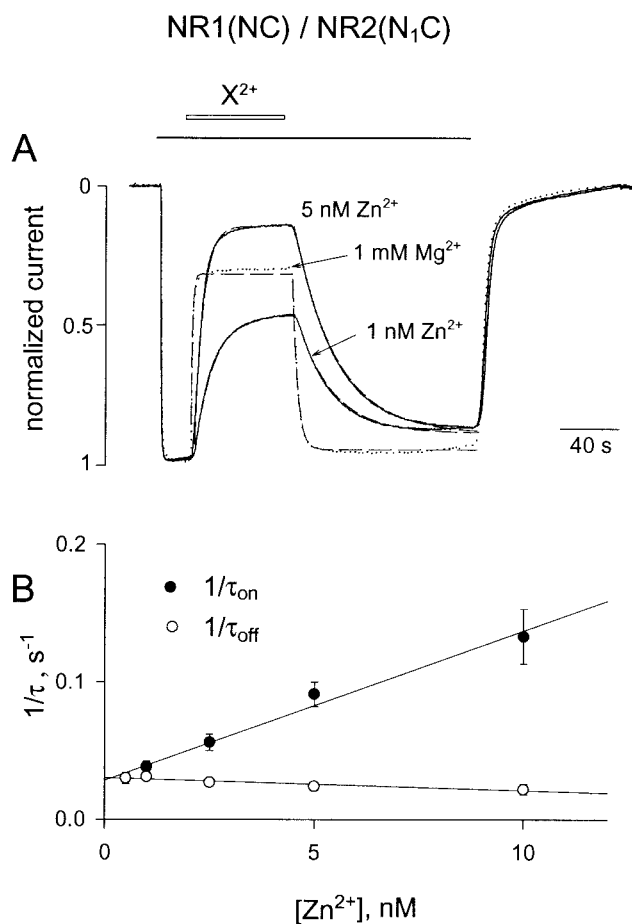 NR1(NC) / NR2(N₁C)
X²⁺
A
0
0.5
1
normalized current
5 nM Zn²⁺
1 mM Mg²⁺
1 nM Zn²⁺
40 s
B
0.2
0.1
0.0
1/τ, s⁻¹
1/τon
1/τoff
0
5
10
[Zn²⁺], nM